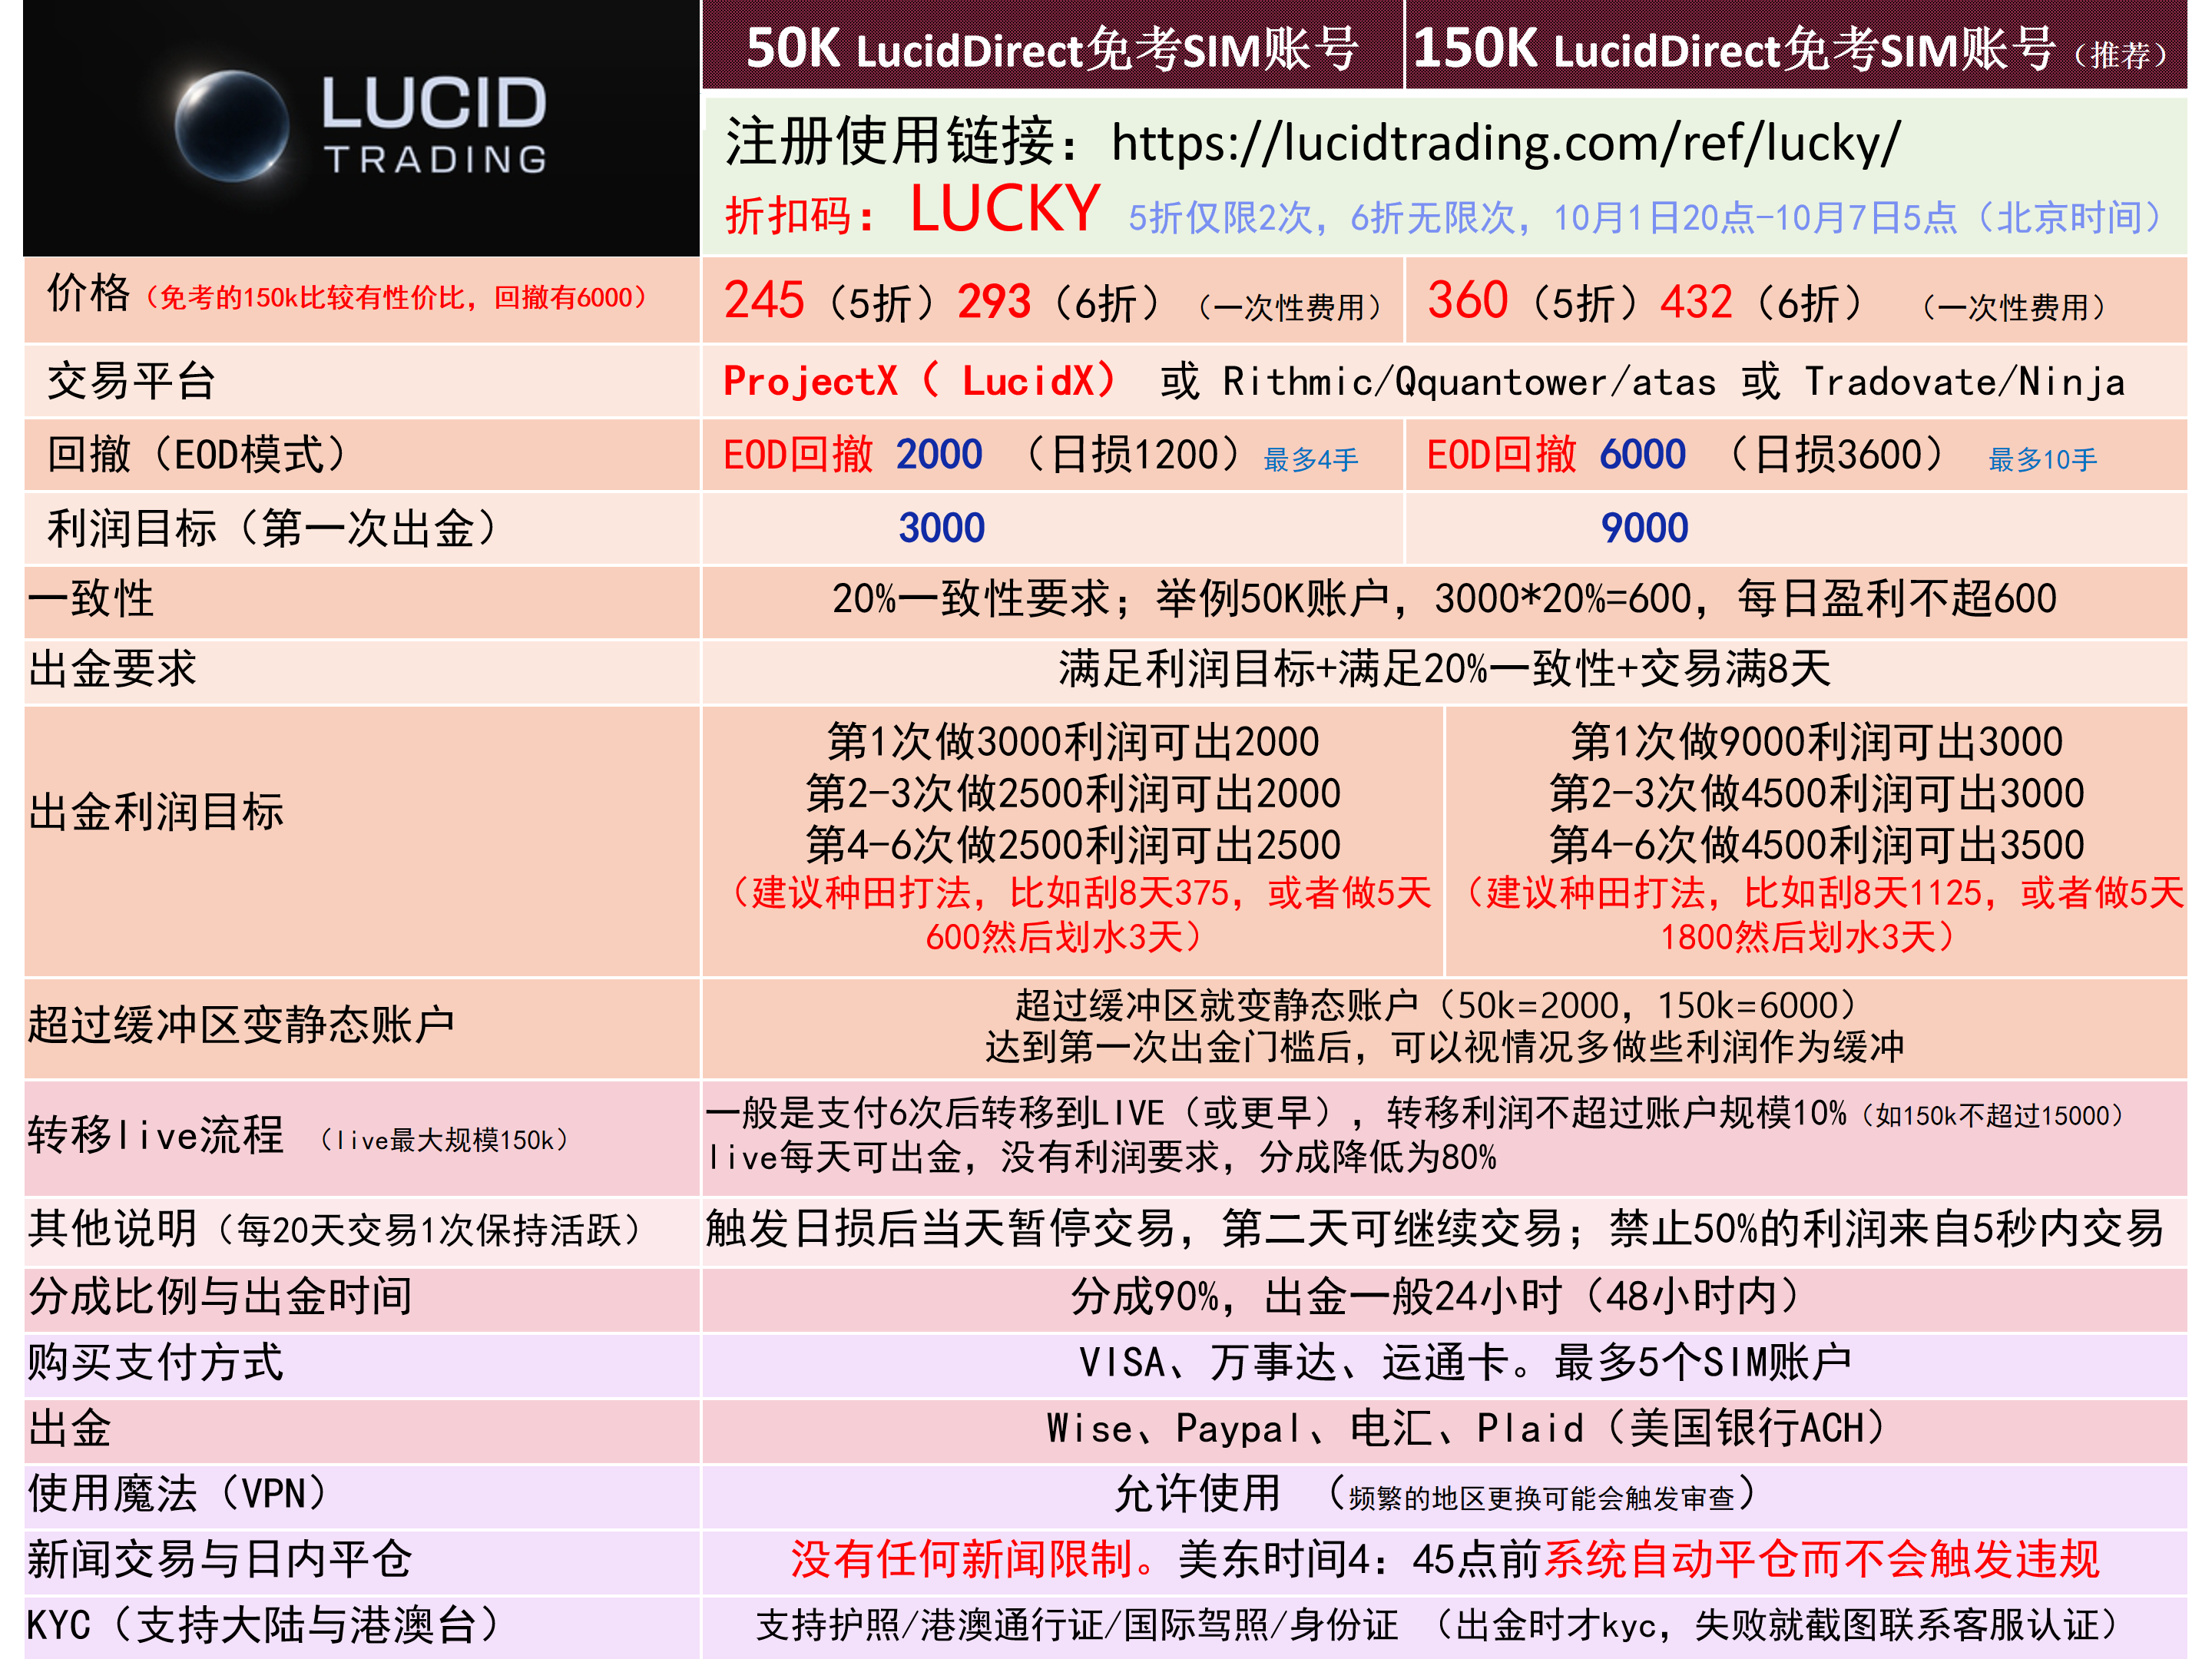 LUCID
TRADING
50K LucidDirect免考SIM账号
150K LucidDirect免考SIM账号（推荐）
注册使用链接：https://lucidtrading.com/ref/lucky/
折扣码：LUCKY 5折仅限2次，6折无限次，10月1日20点-10月7日5点（北京时间）
价格（免考的150k比较有性价比，回撤有6000）
245（5折）293（6折）（一次性费用）
360（5折）432（6折）（一次性费用）
交易平台
ProjectX（ LucidX） 或 Rithmic/Qquantower/atas 或 Tradovate/Ninja
回撤（EOD模式）
EOD回撤 2000 （日损1200）最多4手
EOD回撤 6000 （日损3600） 最多10手
利润目标（第一次出金）
3000
9000
一致性
20%一致性要求；举例50K账户，3000*20%=600，每日盈利不超600
出金要求
满足利润目标+满足20%一致性+交易满8天
出金利润目标
第1次做3000利润可出2000
第2-3次做2500利润可出2000
第4-6次做2500利润可出2500
（建议种田打法，比如刮8天375，或者做5天
600然后划水3天）
第1次做9000利润可出3000
第2-3次做4500利润可出3000
第4-6次做4500利润可出3500
（建议种田打法，比如刮8天1125，或者做5天
1800然后划水3天）
超过缓冲区变静态账户
超过缓冲区就变静态账户（50k=2000，150k=6000）
达到第一次出金门槛后，可以视情况多做些利润作为缓冲
转移live流程 （live最大规模150k）
一般是支付6次后转移到LIVE（或更早），转移利润不超过账户规模10%（如150k不超过15000）
live每天可出金，没有利润要求，分成降低为80%
其他说明（每20天交易1次保持活跃）
触发日损后当天暂停交易，第二天可继续交易；禁止50%的利润来自5秒内交易
分成比例与出金时间
分成90%，出金一般24小时（48小时内）
购买支付方式
VISA、万事达、运通卡。最多5个SIM账户
出金
Wise、Paypal、电汇、Plaid（美国银行ACH）
使用魔法（VPN）
允许使用 （频繁的地区更换可能会触发审查）
新闻交易与日内平仓
没有任何新闻限制。美东时间4：45点前系统自动平仓而不会触发违规
KYC（支持大陆与港澳台）
支持护照/港澳通行证/国际驾照/身份证 （出金时才kyc，失败就截图联系客服认证）